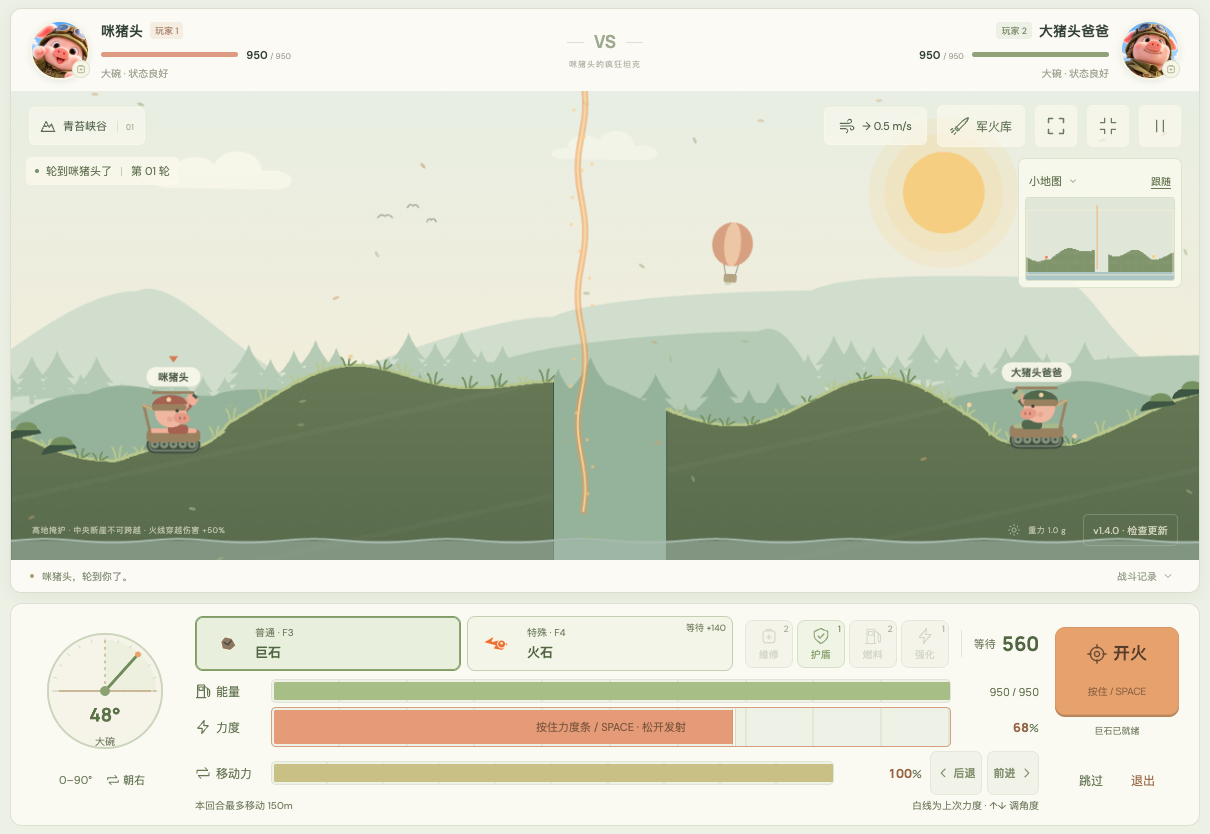 咪猪头 玩家 1
950 / 950
大碗 · 状态良好
VS
咪猪头的疯狂坦克
玩家 2 大猪头爸爸
950 / 950
大碗 · 状态良好
青苔峡谷 01
→ 0.5 m/s
军火库
轮到咪猪头了 第 01 轮
小地图 跟随
咪猪头
大猪头爸爸
高地掩护 · 中央断崖不可跨越 · 火线穿越伤害 +50%
重力 1.0 g
v1.4.0 · 检查更新
咪猪头，轮到你了。
战斗记录
48°
大碗
0–90° 朝右
普通 · F3
巨石
特殊 · F4
火石
等待 +140
2
维修
1
护盾
2
燃料
1
强化
等待 560
能量 950 / 950
力度 按住力度条 / SPACE · 松开发射 68%
移动力 100% 后退 前进
本回合最多移动 150m
白线为上次力度 · ↑↓ 调角度
开火
按住 / SPACE
巨石已就绪
跳过 退出